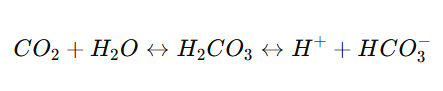 CO₂ + H₂O ↔ H₂CO₃ ↔ H⁺ + HCO₃⁻